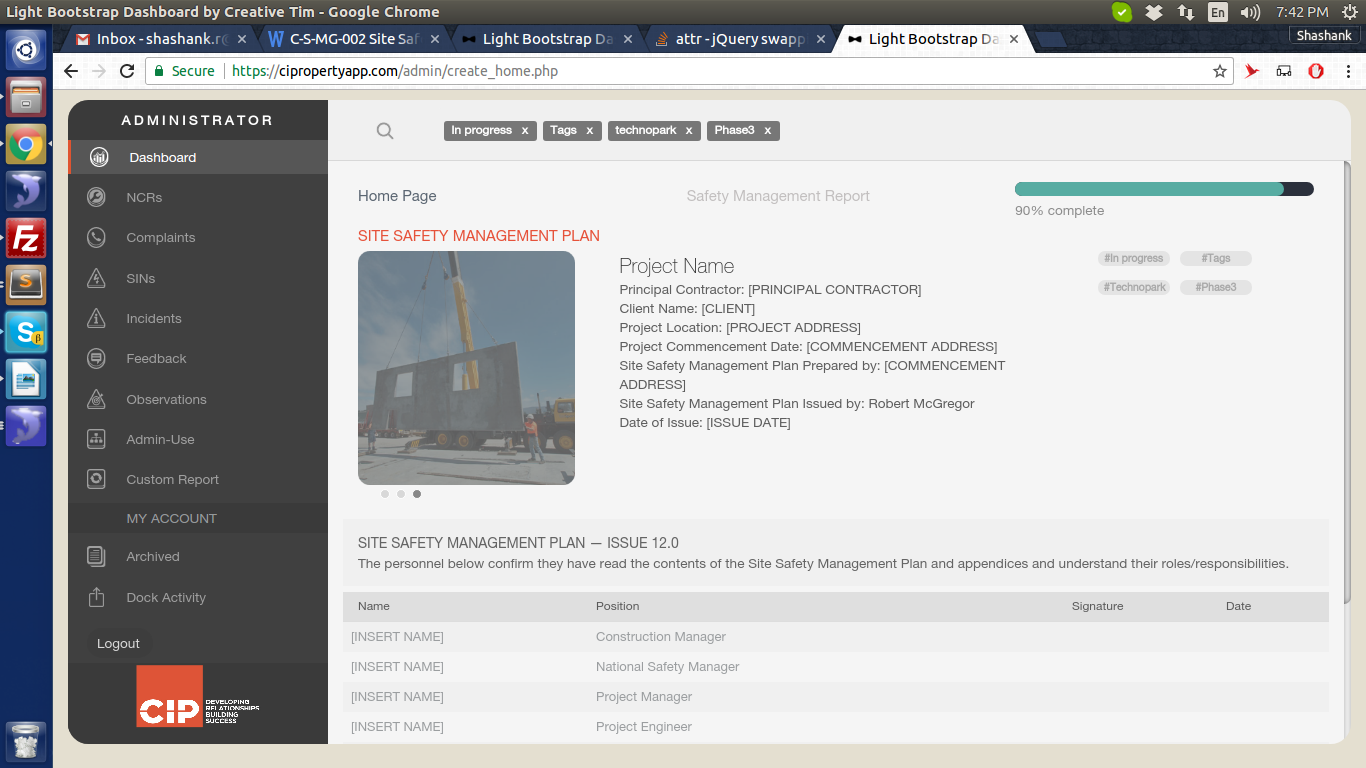 Light Bootstrap Dashboard by Creative Tim - Google Chrome
En
7:42 PM
Inbox - shashank.r@
C-S-MG-002 Site Saf
Light Bootstrap Da
attr - jQuery swapp
Light Bootstrap Da
Shashank
Secure
https://cipropertyapp.com/admin/create_home.php
ADMINISTRATOR
Dashboard
NCRs
Complaints
SINs
Incidents
Feedback
Observations
Admin-Use
Custom Report
MY ACCOUNT
Archived
Dock Activity
Logout
CIP
DEVELOPING
RELATIONSHIPS
BUILDING
SUCCESS
In progress x
Tags x
technopark x
Phase3 x
Home Page
Safety Management Report
90% complete
SITE SAFETY MANAGEMENT PLAN
Project Name
Principal Contractor: [PRINCIPAL CONTRACTOR]
Client Name: [CLIENT]
Project Location: [PROJECT ADDRESS]
Project Commencement Date: [COMMENCEMENT ADDRESS]
Site Safety Management Plan Prepared by: [COMMENCEMENT
ADDRESS]
Site Safety Management Plan Issued by: Robert McGregor
Date of Issue: [ISSUE DATE]
#In progress
#Tags
#Technopark
#Phase3
SITE SAFETY MANAGEMENT PLAN — ISSUE 12.0
The personnel below confirm they have read the contents of the Site Safety Management Plan and appendices and understand their roles/responsibilities.
Name Position Signature Date
[INSERT NAME] Construction Manager
[INSERT NAME] National Safety Manager
[INSERT NAME] Project Manager
[INSERT NAME] Project Engineer